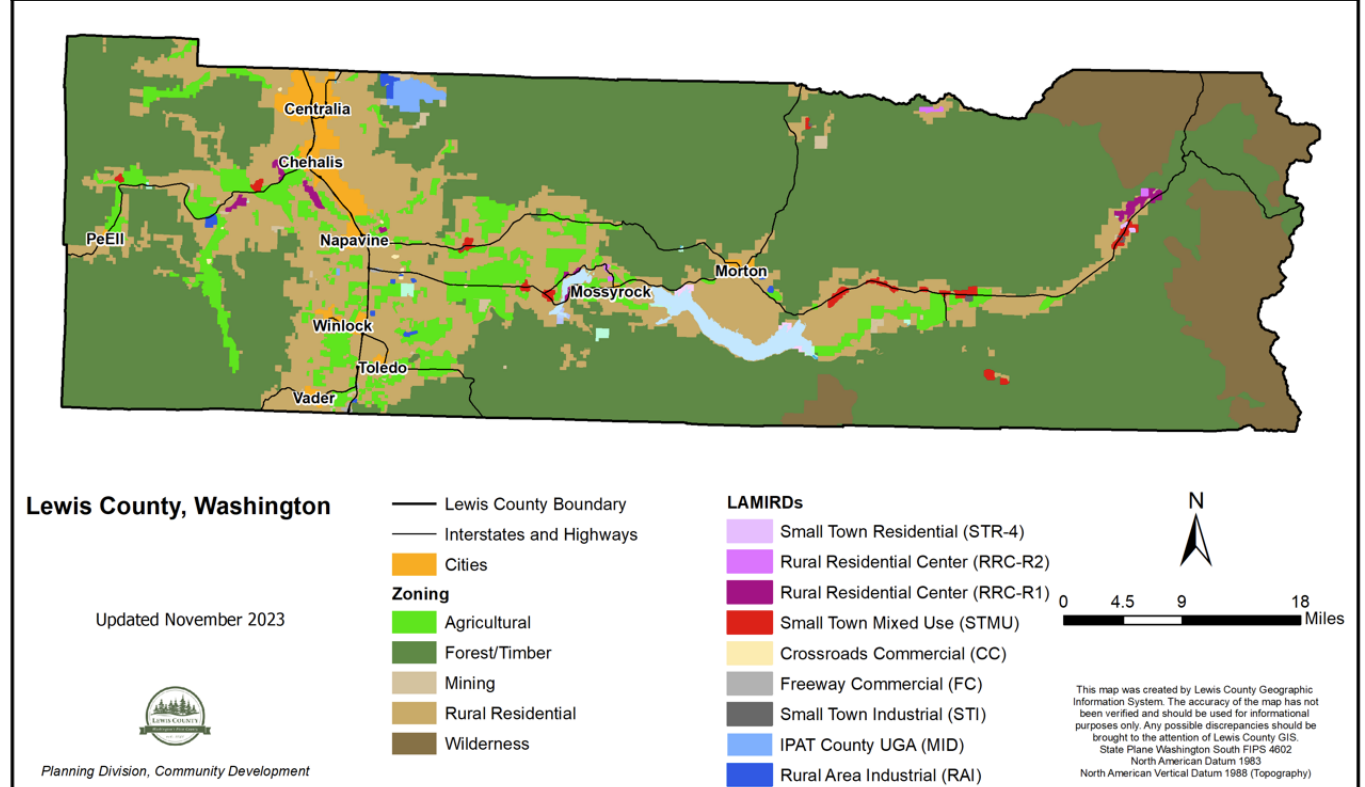 Centralia
Chehalis
PeEll
Napavine
Morton
Mossyrock
Winlock
Toledo
Vader
Lewis County, Washington
Updated November 2023
LEWIS COUNTY
Planning Division, Community Development
Lewis County Boundary
Interstates and Highways
Cities
Zoning
Agricultural
Forest/Timber
Mining
Rural Residential
Wilderness
LAMIRDs
Small Town Residential (STR-4)
Rural Residential Center (RRC-R2)
Rural Residential Center (RRC-R1)
Small Town Mixed Use (STMU)
Crossroads Commercial (CC)
Freeway Commercial (FC)
Small Town Industrial (STI)
IPAT County UGA (MID)
Rural Area Industrial (RAI)
N
0 4.5 9 18
Miles
This map was created by Lewis County Geographic
Information System. The accuracy of the map has not
been verified and should be used for informational
purposes only. Any possible discrepancies should be
brought to the attention of Lewis County GIS.
State Plane Washington South FIPS 4602
North American Datum 1983
North American Vertical Datum 1988 (Topography)